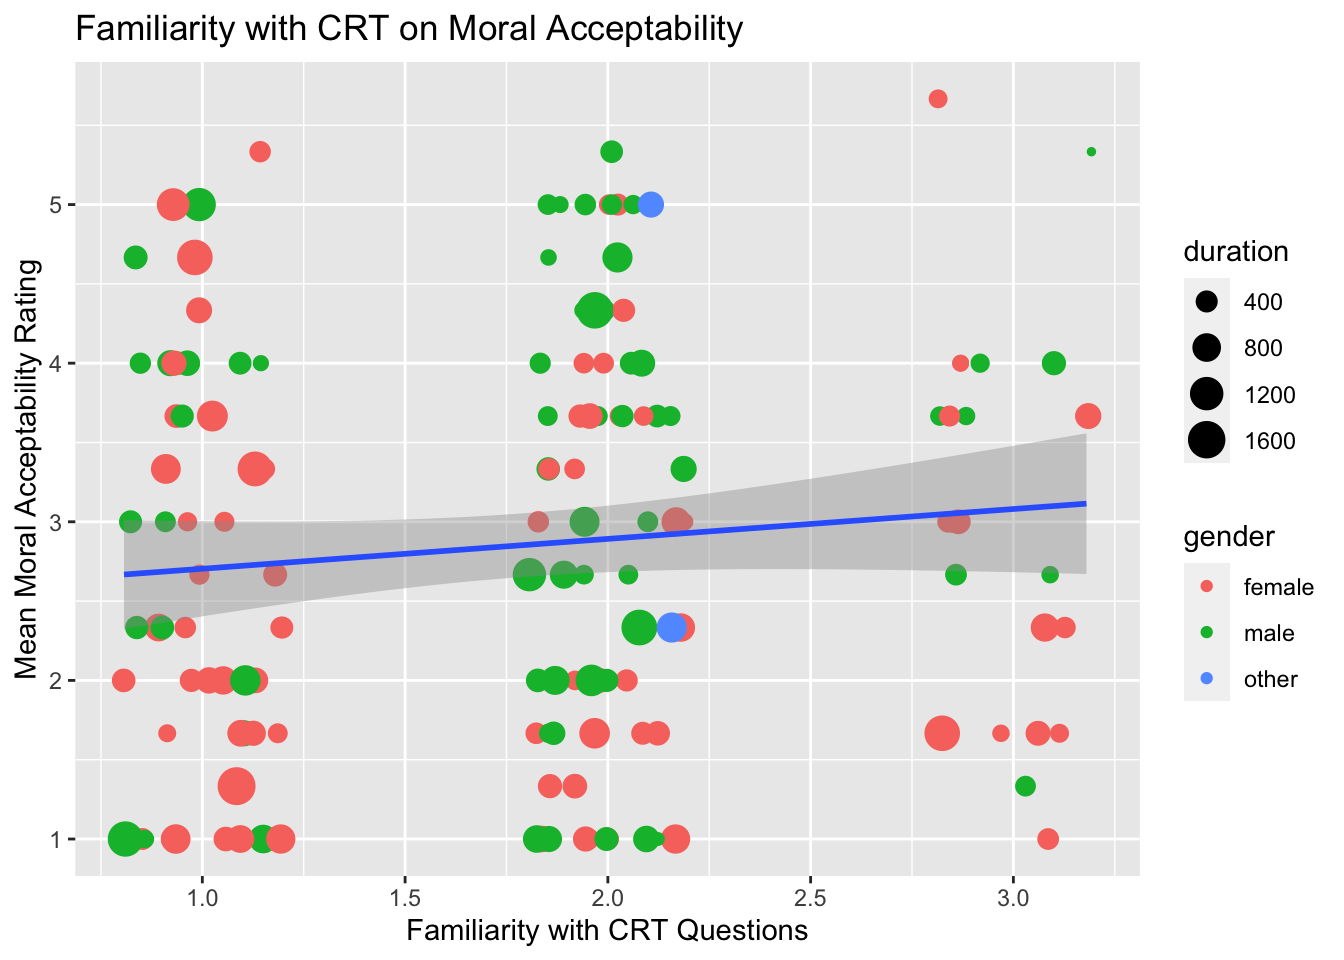 Familiarity with CRT on Moral Acceptability
Mean Moral Acceptability Rating
5
4
3
2
1
1.0 1.5 2.0 2.5 3.0
Familiarity with CRT Questions
duration
400
800
1200
1600
gender
female
male
other